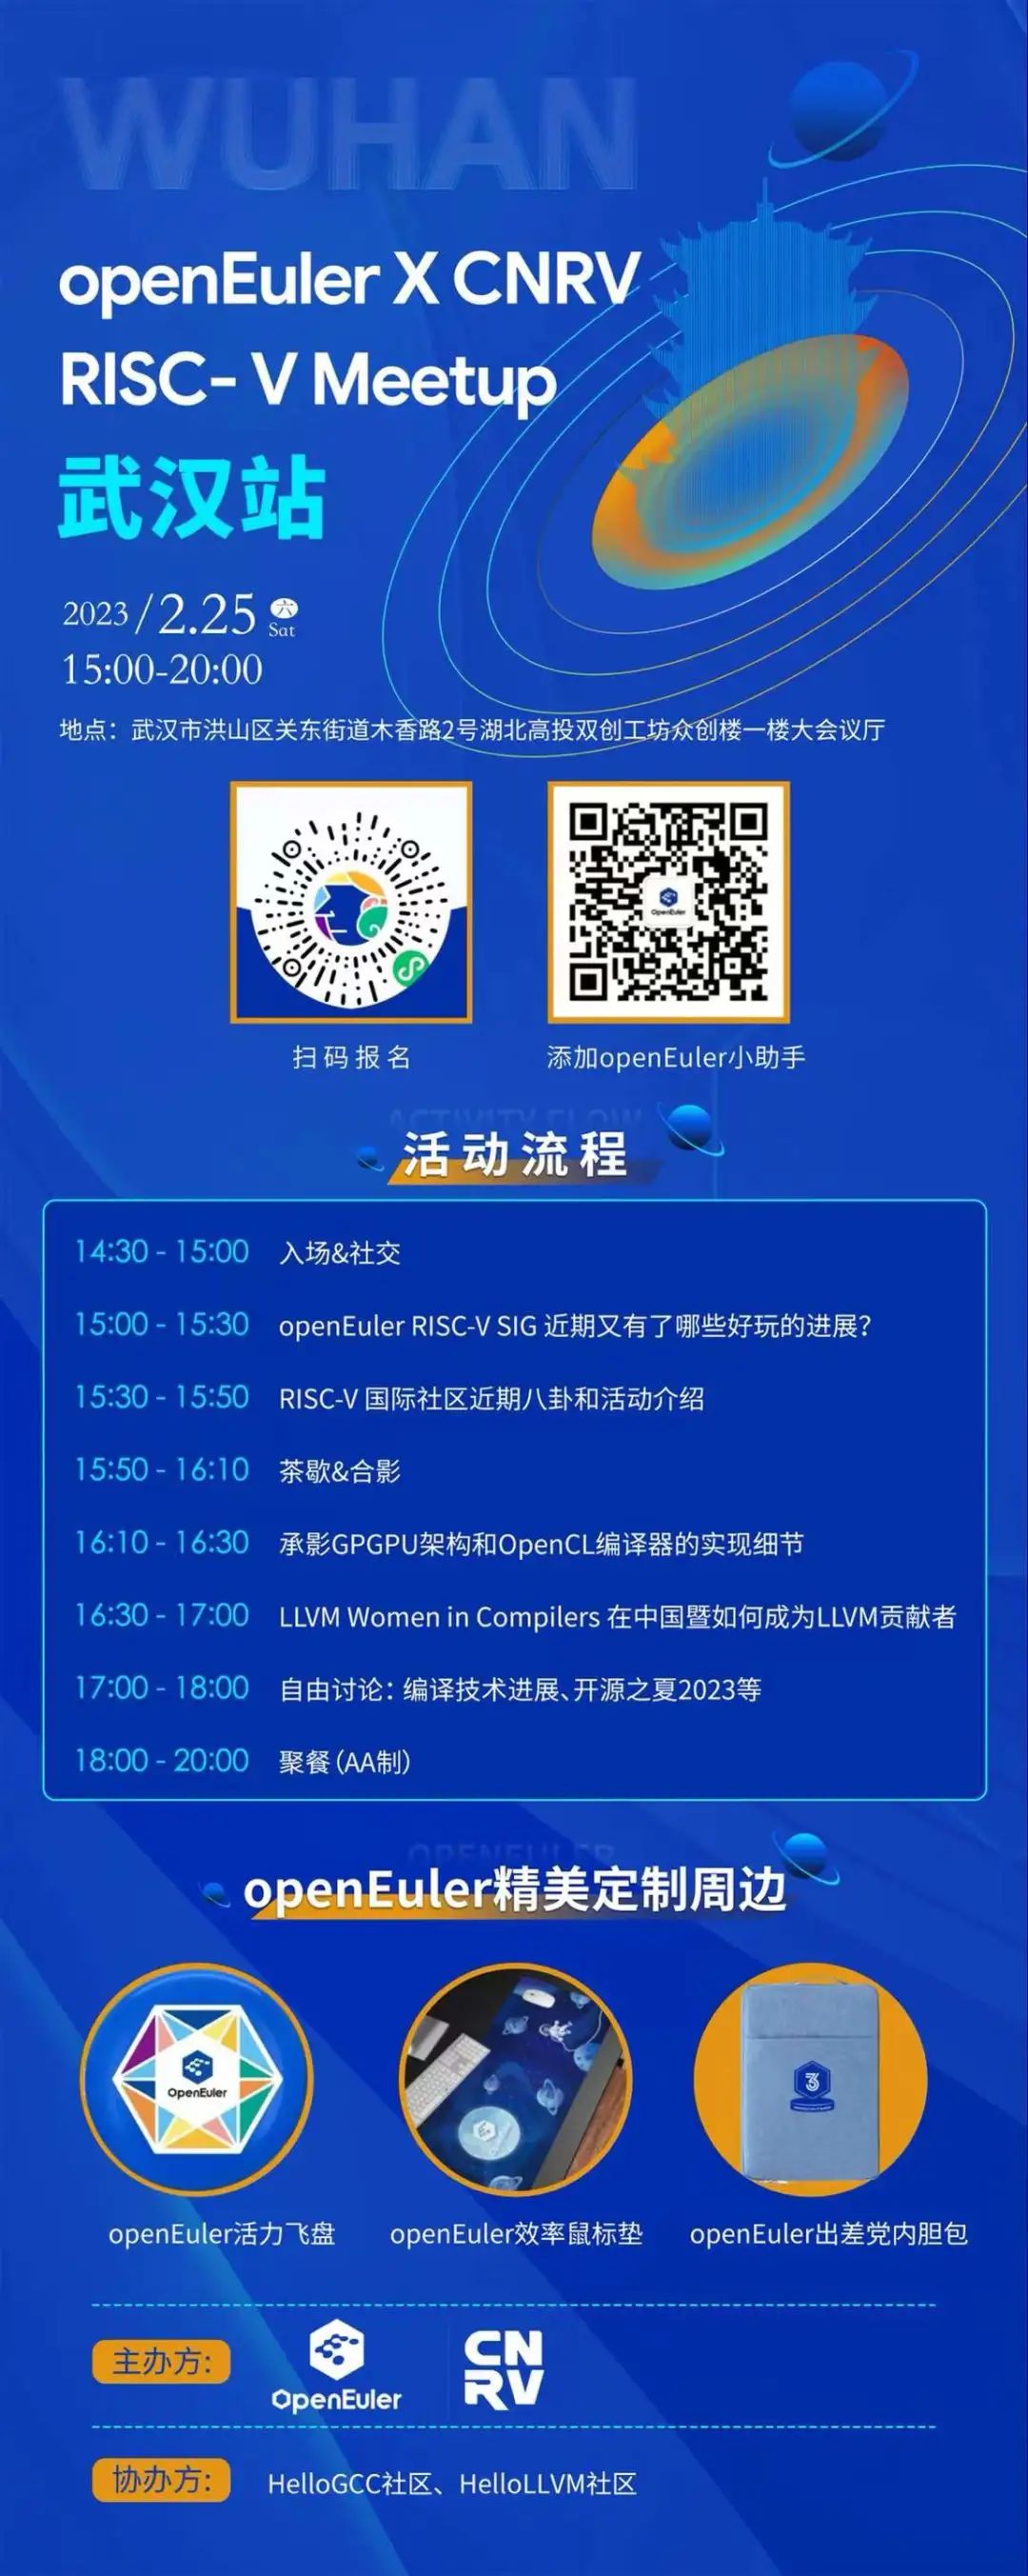 WUHAN
openEuler X CNRV
RISC- V Meetup
武汉站
2023 / 2.25 六
Sat
15:00-20:00
地点：武汉市洪山区关东街道木香路2号湖北高投双创工坊众创楼一楼大会议厅
OpenEuler
扫码报名
添加openEuler小助手
ACTIVITY FLOW
活动流程
14:30 - 15:00 入场&社交
15:00 - 15:30 openEuler RISC-V SIG 近期又有了哪些好玩的进展？
15:30 - 15:50 RISC-V 国际社区近期八卦和活动介绍
15:50 - 16:10 茶歇&合影
16:10 - 16:30 承影GPGPU架构和OpenCL编译器的实现细节
16:30 - 17:00 LLVM Women in Compilers 在中国暨如何成为LLVM贡献者
17:00 - 18:00 自由讨论：编译技术进展、开源之夏2023等
18:00 - 20:00 聚餐（AA制）
OPENEULER
openEuler精美定制周边
OpenEuler
3
openEuler活力飞盘
openEuler效率鼠标垫
openEuler出差党内胆包
主办方:
OpenEuler
CN
RV
协办方:
HelloGCC社区、HelloLLVM社区